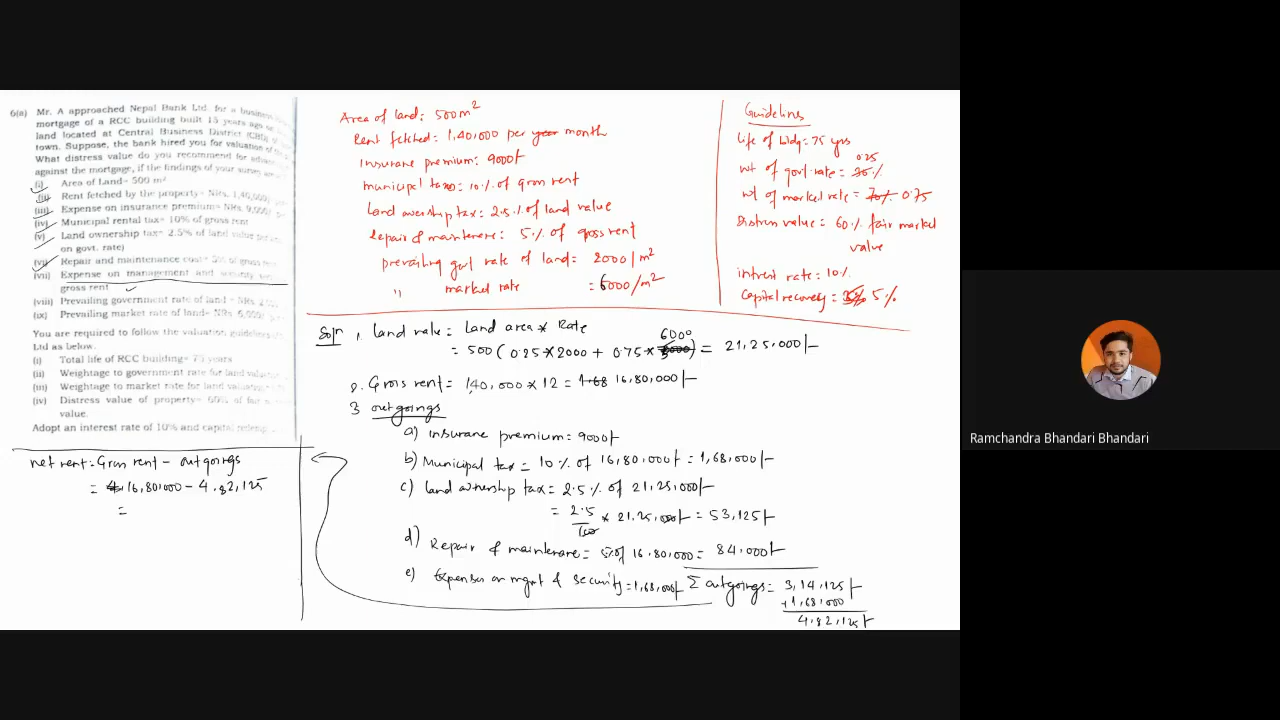 6(a) Mr. A approached Nepal Bank Ltd. for a business
mortgage of a RCC building built 15 years ago
land located at Central Business District (CBD)
town. Suppose, the bank hired you for valuation of
What distress value do you recommend for
against the mortgage, if the findings of your survey are
(i) Area of Land= 500 m²
(ii) Rent fetched by the property= NRs. 1,40,000
(iii) Expense on insurance premium= NRs. 9,000
(iv) Municipal rental tax= 10% of gross rent
(v) Land ownership tax= 2.5% of land value
on govt. rate)
(vi) Repair and maintenance cost= 5% of gross
(vii) Expense on management and security
gross rent
(viii) Prevailing government rate of land= NRs. 2
(ix) Prevailing market rate of land= NRs 6,000
You are required to follow the valuation guidelines
Ltd as below.
(i) Total life of RCC building= 75 years
(ii) Weightage to government rate for land
(iii) Weightage to market rate for land
(iv) Distress value of property= 60% of fair
value.
Adopt an interest rate of 10% and capital
net rent = Gross rent - outgoings
= 16,80,000 - 4,82,125
=
Area of land: 500m²
Rent fetched: 1,40,000 per year month
insurane premium: 9000/-
municipal tax: 10% of gross rent
Land owership tax: 2.5% of land value
Repair & maintenere: 5% of gross rent
prevailing govt rate of land: 2000/m²
" market rate = 6000/m²
Guidelines
life of bldg: 75 yrs
0.25
wt of govt rate =
wt of market rate = 0.75
Distress value = 60% fair market
value
intrest rate: 10%
Capital recovery = 5%
Soln 1, land vale = Land area * Rate
6000
= 500 (0.25*2000 + 0.75* ) = 21,25,000/-
2. Gross rent = 140,000 * 12 = 16,80,000/-
3 outgoings
a) insurane premium = 9000/-
b) Municipal tax = 10% of 16,80,000/- = 1,68,000/-
c) land ownership tax = 2.5% of 21,25,000/-
= 2.5/100 * 21,25,000/- = 53,125/-
d) Repair & maintenare = 5% of 16,80,000 = 84,000/-
e) Expenses on mgmt & security = 1,68,000/- Σ outgoings = 3,14,125/-
+1,68,000
4,82,125/-
Ramchandra Bhandari Bhandari